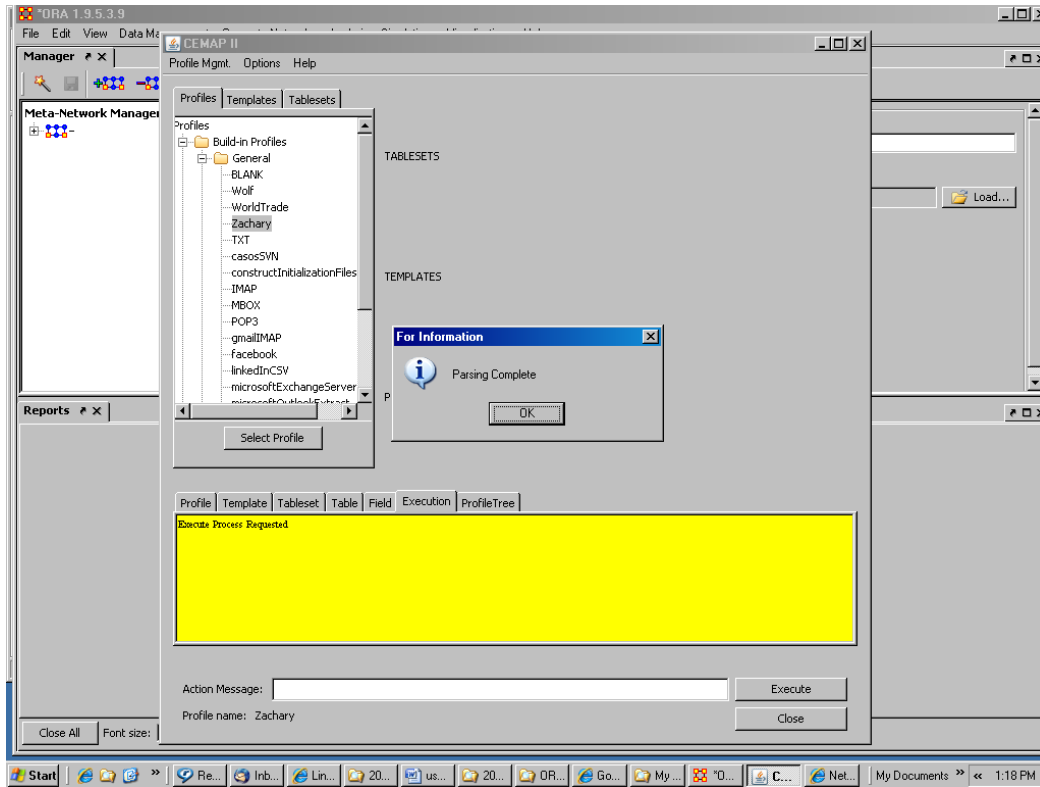 *ORA 1.9.5.3.9
File Edit View Data Ma
Manager
Meta-Network Manager
CEMAP II
Profile Mgmt. Options Help
Profiles Templates Tablesets
Profiles
Build-in Profiles
General
BLANK
Wolf
WorldTrade
Zachary
TXT
casosSVN
constructInitializationFiles
IMAP
MBOX
POP3
gmailIMAP
facebook
linkedInCSV
microsoftExchangeServer
microsoftOutlookExtract
Select Profile
TABLESETS
TEMPLATES
P
Load...
For Information
Parsing Complete
OK
Reports
Profile Template Tableset Table Field Execution ProfileTree
Execute Process Requested
Action Message:
Execute
Profile name: Zachary
Close
Close All Font size:
Start » Re... Inb... Lin... 20... us... 20... OR... Go... My ... *O... C... Net... My Documents » « 1:18 PM